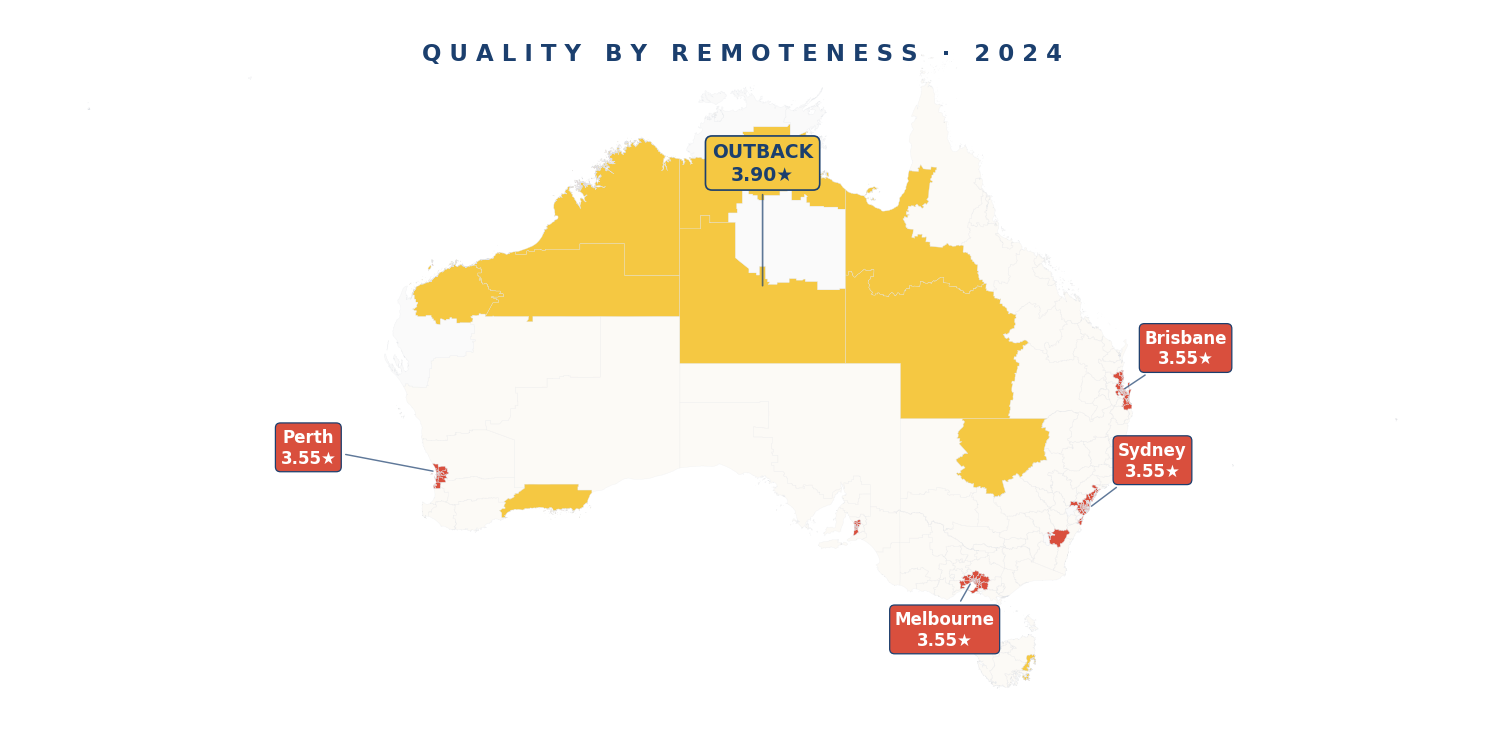 QUALITY BY REMOTENESS · 2024
OUTBACK
3.90★
Brisbane
3.55★
Perth
3.55★
Sydney
3.55★
Melbourne
3.55★